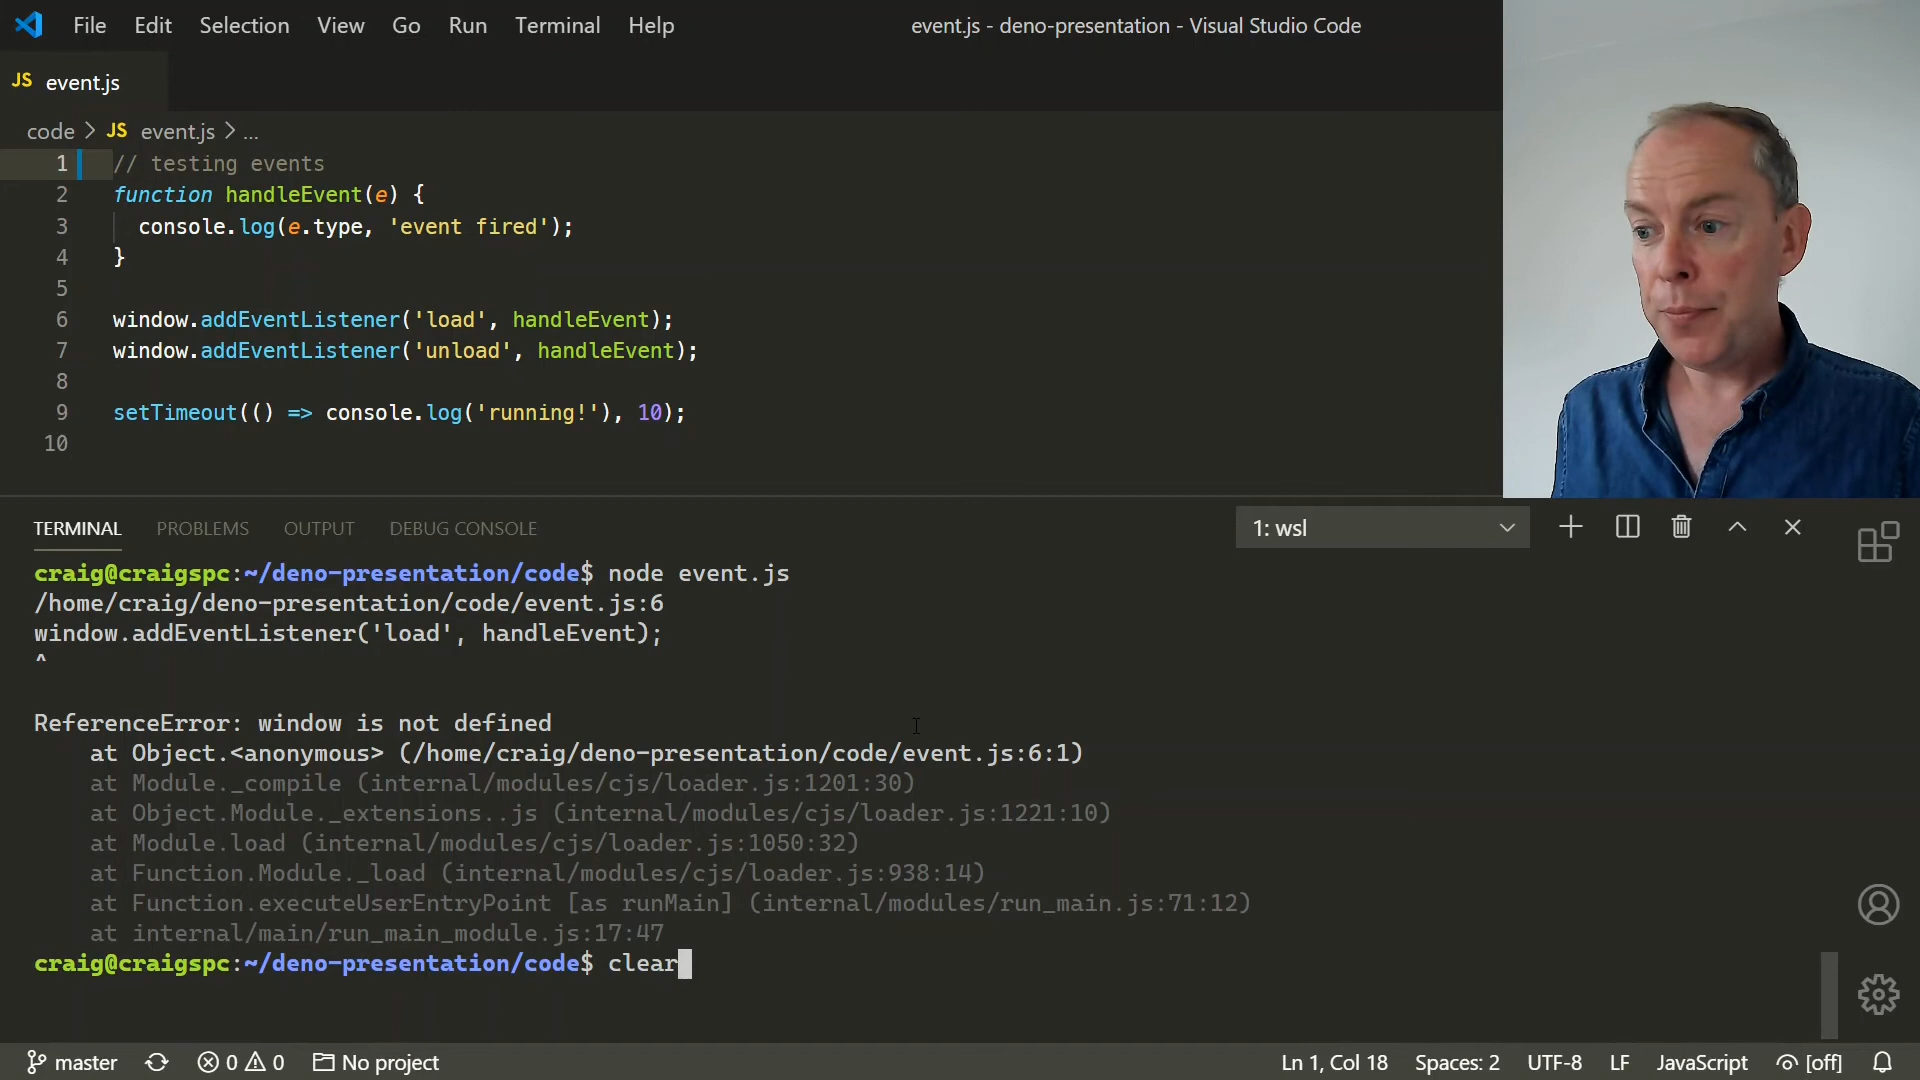 File Edit Selection View Go Run Terminal Help
event.js - deno-presentation - Visual Studio Code
JS event.js
code > JS event.js > ...
1 // testing events
2 function handleEvent(e) {
3 console.log(e.type, 'event fired');
4 }
5
6 window.addEventListener('load', handleEvent);
7 window.addEventListener('unload', handleEvent);
8
9 setTimeout(() => console.log('running!'), 10);
10
TERMINAL PROBLEMS OUTPUT DEBUG CONSOLE
1: wsl
craig@craigspc:~/deno-presentation/code$ node event.js
/home/craig/deno-presentation/code/event.js:6
window.addEventListener('load', handleEvent);
^
ReferenceError: window is not defined
at Object.<anonymous> (/home/craig/deno-presentation/code/event.js:6:1)
at Module._compile (internal/modules/cjs/loader.js:1201:30)
at Object.Module._extensions..js (internal/modules/cjs/loader.js:1221:10)
at Module.load (internal/modules/cjs/loader.js:1050:32)
at Function.Module._load (internal/modules/cjs/loader.js:938:14)
at Function.executeUserEntryPoint [as runMain] (internal/modules/run_main.js:71:12)
at internal/main/run_main_module.js:17:47
craig@craigspc:~/deno-presentation/code$ clear
master 0 0 No project
Ln 1, Col 18 Spaces: 2 UTF-8 LF JavaScript [off]